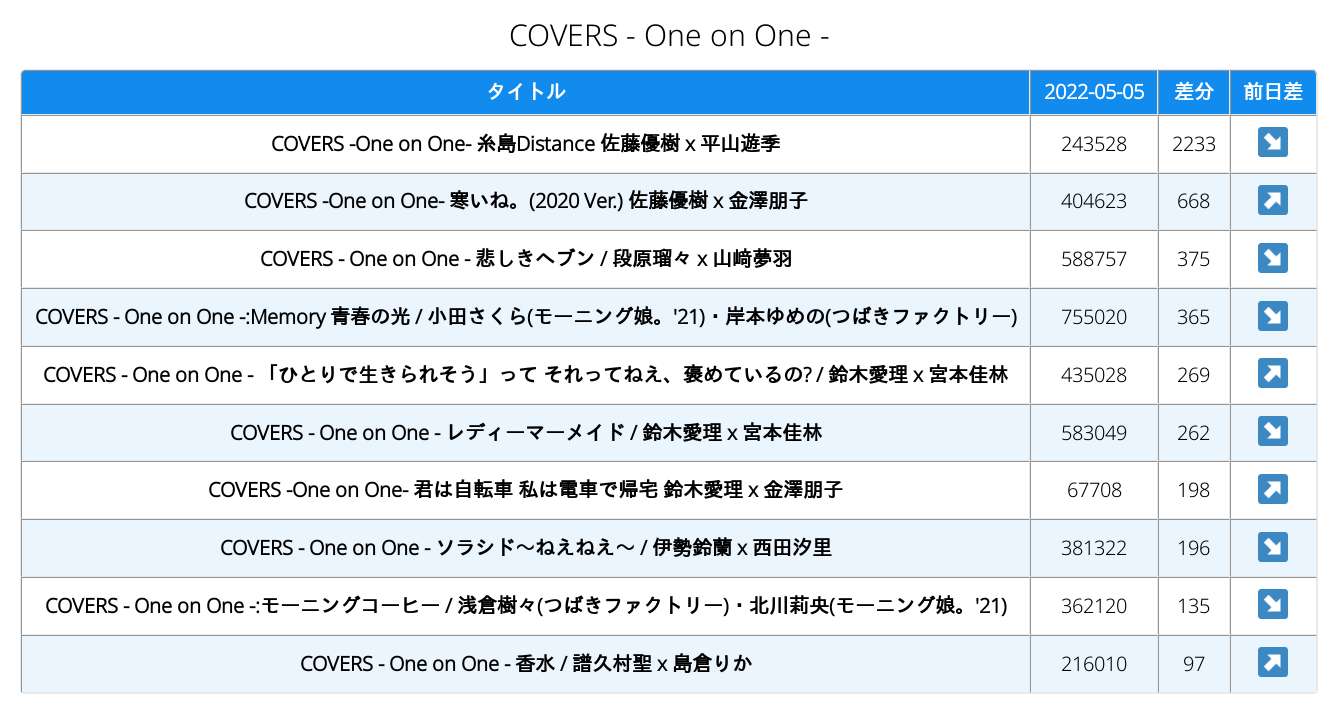 COVERS - One on One -
タイトル 2022-05-05 差分 前日差
COVERS -One on One- 糸島Distance 佐藤優樹 x 平山遊季 243528 2233
COVERS -One on One- 寒いね。(2020 Ver.) 佐藤優樹 x 金澤朋子 404623 668
COVERS - One on One - 悲しきヘブン / 段原瑠々 x 山﨑夢羽 588757 375
COVERS - One on One -:Memory 青春の光 / 小田さくら(モーニング娘。'21)・岸本ゆめの(つばきファクトリー) 755020 365
COVERS - One on One - 「ひとりで生きられそう」って それってねえ、褒めているの? / 鈴木愛理 x 宮本佳林 435028 269
COVERS - One on One - レディーマーメイド / 鈴木愛理 x 宮本佳林 583049 262
COVERS -One on One- 君は自転車 私は電車で帰宅 鈴木愛理 x 金澤朋子 67708 198
COVERS - One on One - ソラシド〜ねえねえ〜 / 伊勢鈴蘭 x 西田汐里 381322 196
COVERS - One on One -:モーニングコーヒー / 浅倉樹々(つばきファクトリー)・北川莉央(モーニング娘。'21) 362120 135
COVERS - One on One - 香水 / 譜久村聖 x 島倉りか 216010 97